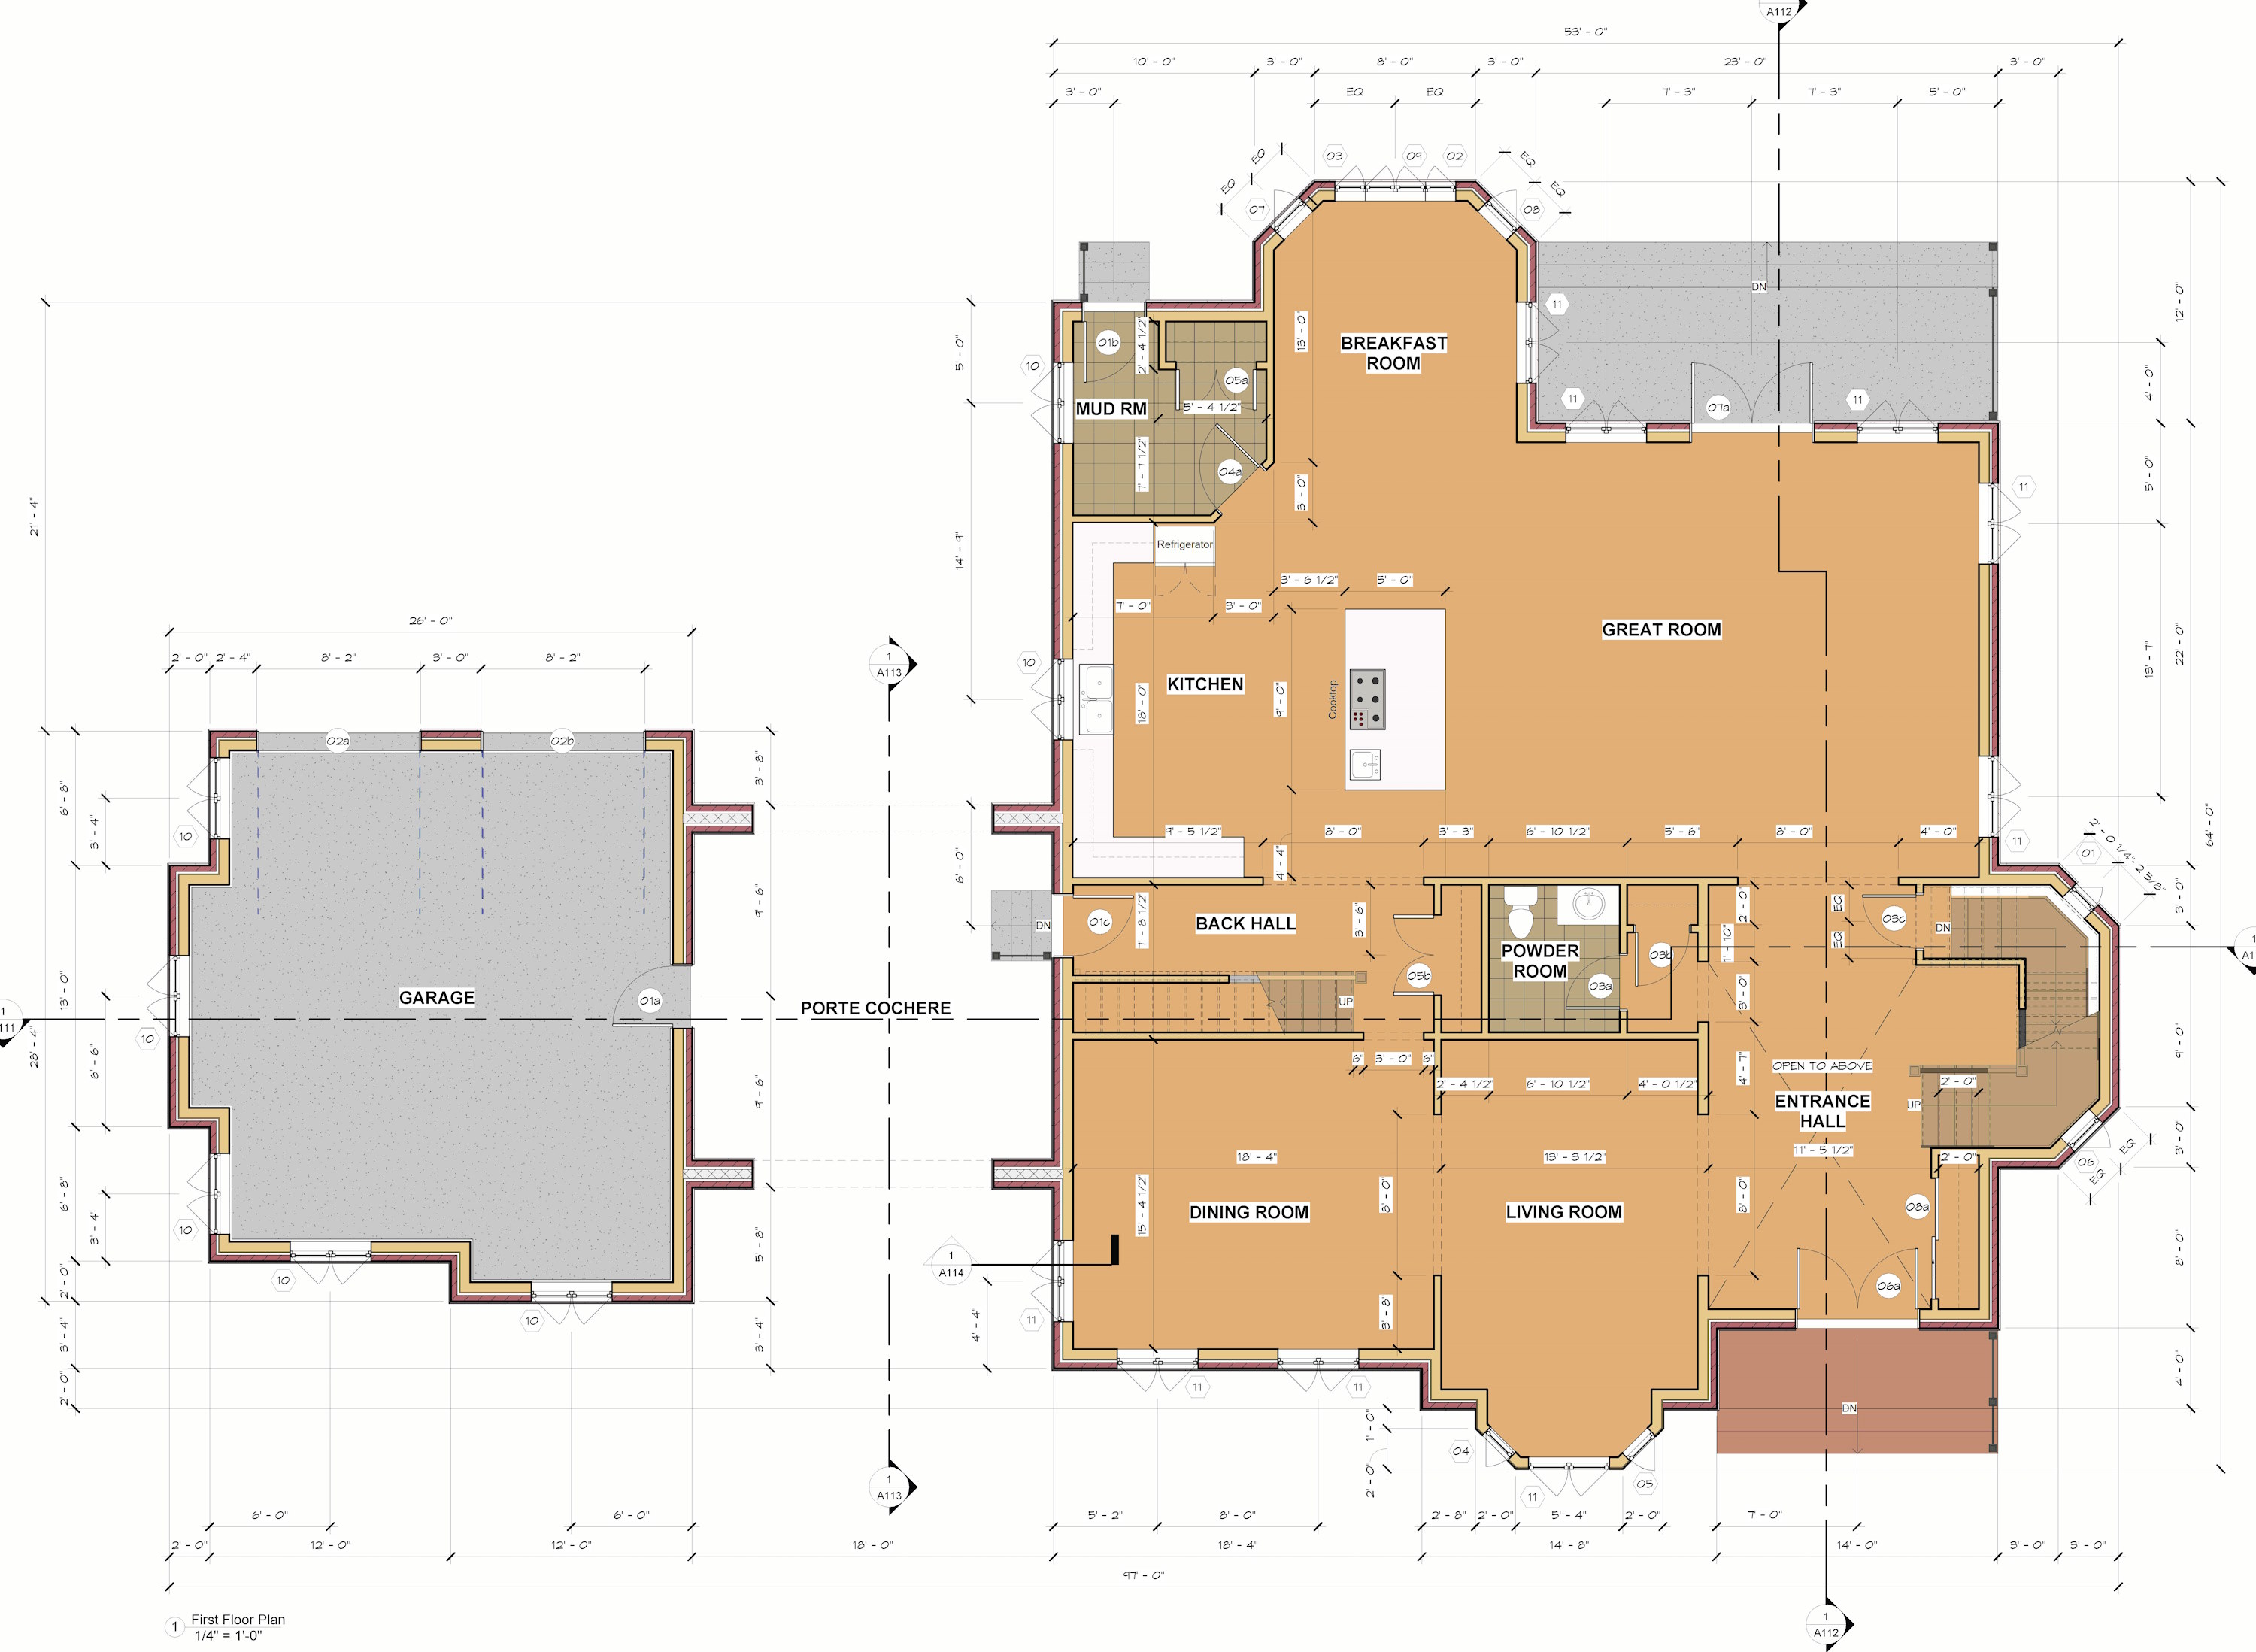 A112
53' - 0"
10' - 0" 3' - 0" 8' - 0" 3' - 0" 23' - 0" 3' - 0"
3' - 0" EQ EQ 7' - 3" 7' - 3" 5' - 0"
EQ 03 09 02 EQ
EQ 07 08 EQ
DN
11
12' - 0"
BREAKFAST
ROOM
13' - 0"
01b
2' - 4 1/2"
10
5' - 0"
05a
4' - 0"
MUD RM
5' - 4 1/2"
11 07a 11
7' - 7 1/2"
04a
3' - 0"
5' - 0"
11
21' - 4"
14' - 9"
Refrigerator
3' - 6 1/2" 5' - 0"
7' - 0" 3' - 0"
26' - 0"
GREAT ROOM
22' - 0"
13' - 7"
2' - 0" 2' - 4" 8' - 2" 3' - 0" 8' - 2"
1
A113
10
KITCHEN
18' - 0"
9' - 0"
Cooktop
02a 02b
3' - 8"
6' - 8"
3' - 4"
10
9' - 5 1/2" 8' - 0" 3' - 3" 6' - 10 1/2" 5' - 6" 8' - 0" 4' - 0"
11
01
2' - 0 1/4"
2' - 2 5/8"
64' - 0"
4' - 4"
6' - 0"
9' - 6"
3' - 0"
DN
01c
7' - 8 1/2"
BACK HALL
3' - 6"
2' - 0"
EQ
EQ
03c
DN
POWDER
ROOM
03b
1' - 10"
1
A1
05b
03a
3' - 0"
GARAGE
01a
PORTE COCHERE
UP
1
111
13' - 0"
28' - 4"
6' - 6"
10
9' - 0"
6" 3' - 0" 6"
2' - 4 1/2" 6' - 10 1/2" 4' - 0 1/2"
4' - 7"
OPEN TO ABOVE
2' - 0"
9' - 6"
ENTRANCE
HALL
UP
11' - 5 1/2"
EQ
06
EQ
3' - 0"
18' - 4" 13' - 3 1/2"
2' - 0"
6' - 8"
3' - 4"
10
15' - 4 1/2"
DINING ROOM
8' - 0"
LIVING ROOM
8' - 0"
08a
8' - 0"
5' - 8"
1
A114
10
06a
2' - 0"
10
4' - 4"
11
3' - 8"
3' - 4"
3' - 4"
2' - 0"
11 11
4' - 0"
DN
1' - 0"
2' - 0"
04
11
05
1
A113
6' - 0" 6' - 0" 5' - 2" 8' - 0" 2' - 8" 2' - 0" 5' - 4" 2' - 0" 7' - 0"
2' - 0" 12' - 0" 12' - 0" 18' - 0" 18' - 4" 14' - 8" 14' - 0" 3' - 0" 3' - 0"
97' - 0"
1 First Floor Plan
1/4" = 1'-0"
1
A112